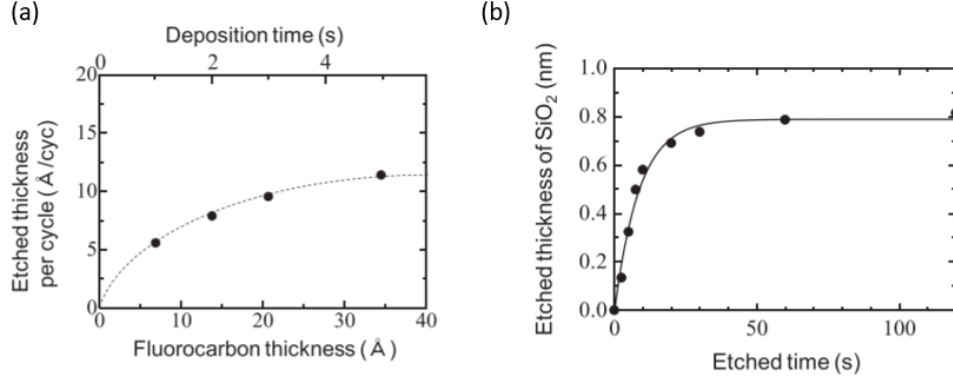 (a)
Deposition time (s)
0 2 4
20
15
10
5
0
Etched thickness
per cycle (Å/cyc)
0 10 20 30 40
Fluorocarbon thickness (Å)
(b)
1.0
0.8
0.6
0.4
0.2
0.0
Etched thickness of SiO₂ (nm)
0 50 100
Etched time (s)